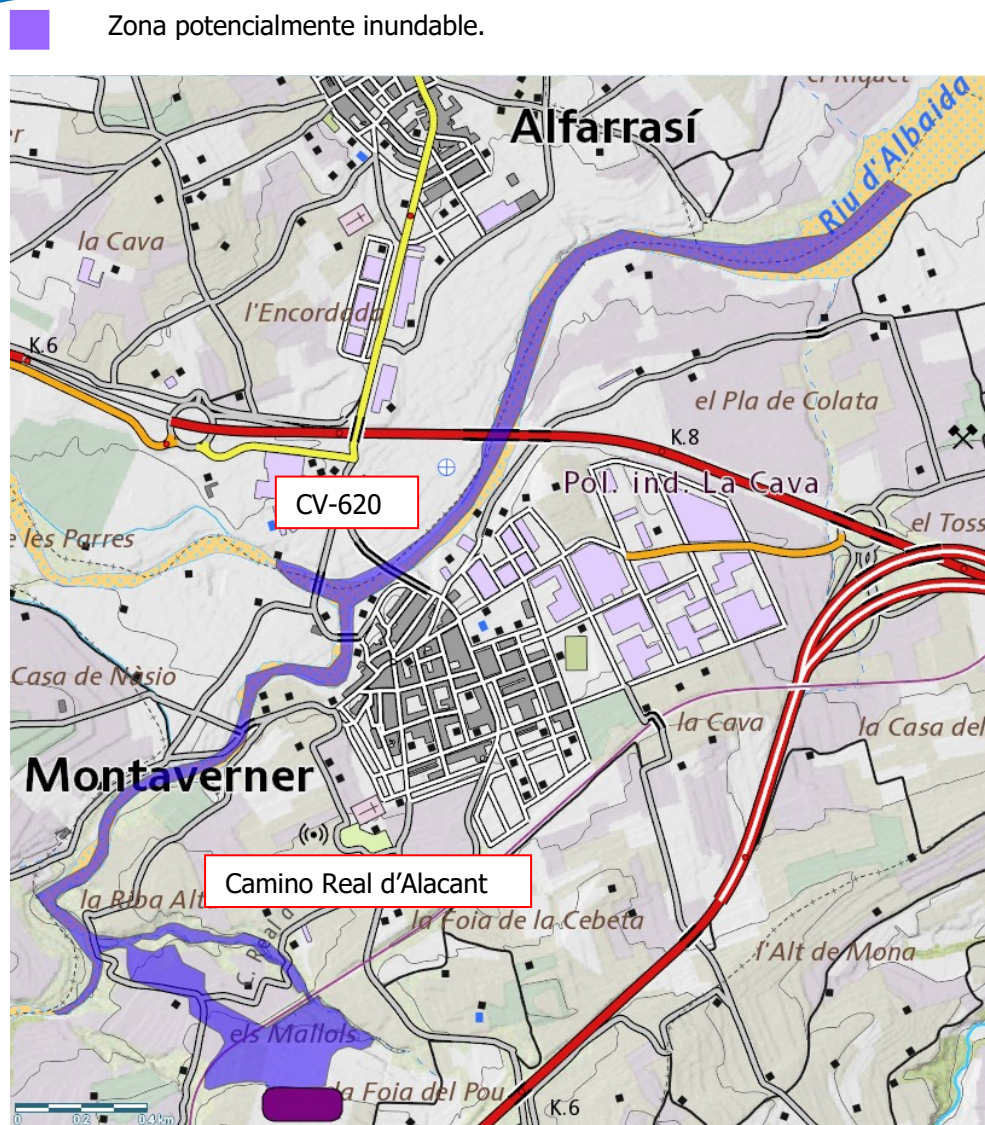 Zona potencialmente inundable.
el Riquet
Alfarrasí
Riu d'Albaida
la Cava
l'Encordada
K.6
el Pla de Colata
K.8
Pol. ind. La Cava
CV-620
el Toss
e les Parres
Casa de Nàsio
la Cava
la Casa del
Montaverner
Camino Real d'Alacant
la Riba Alt
la Foia de la Cebeta
C. Real d
l'Alt de Mona
els Mallols
la Foia del Pou
K.6
0 0.2 0.4 km